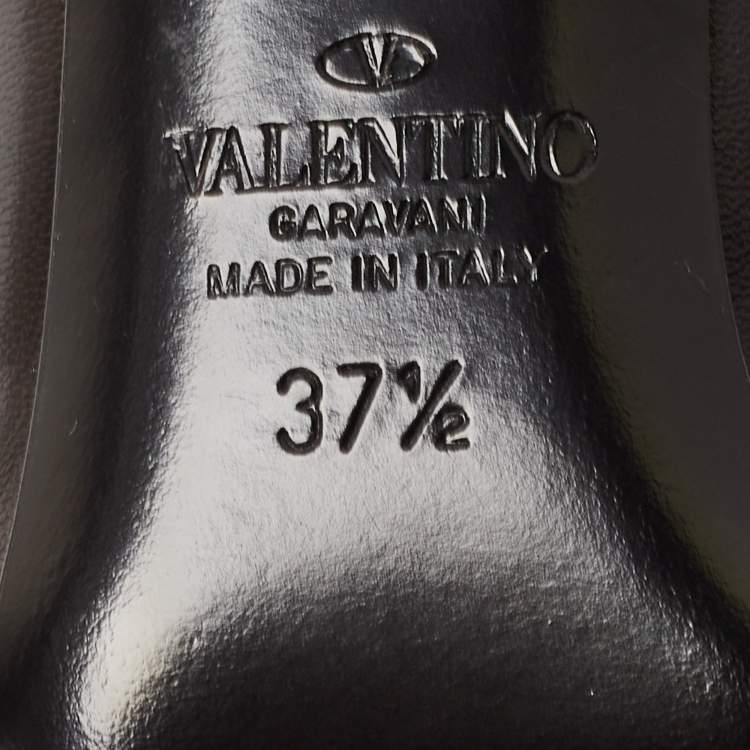 V
VALENTINO
GARAVANI
MADE IN ITALY
37½